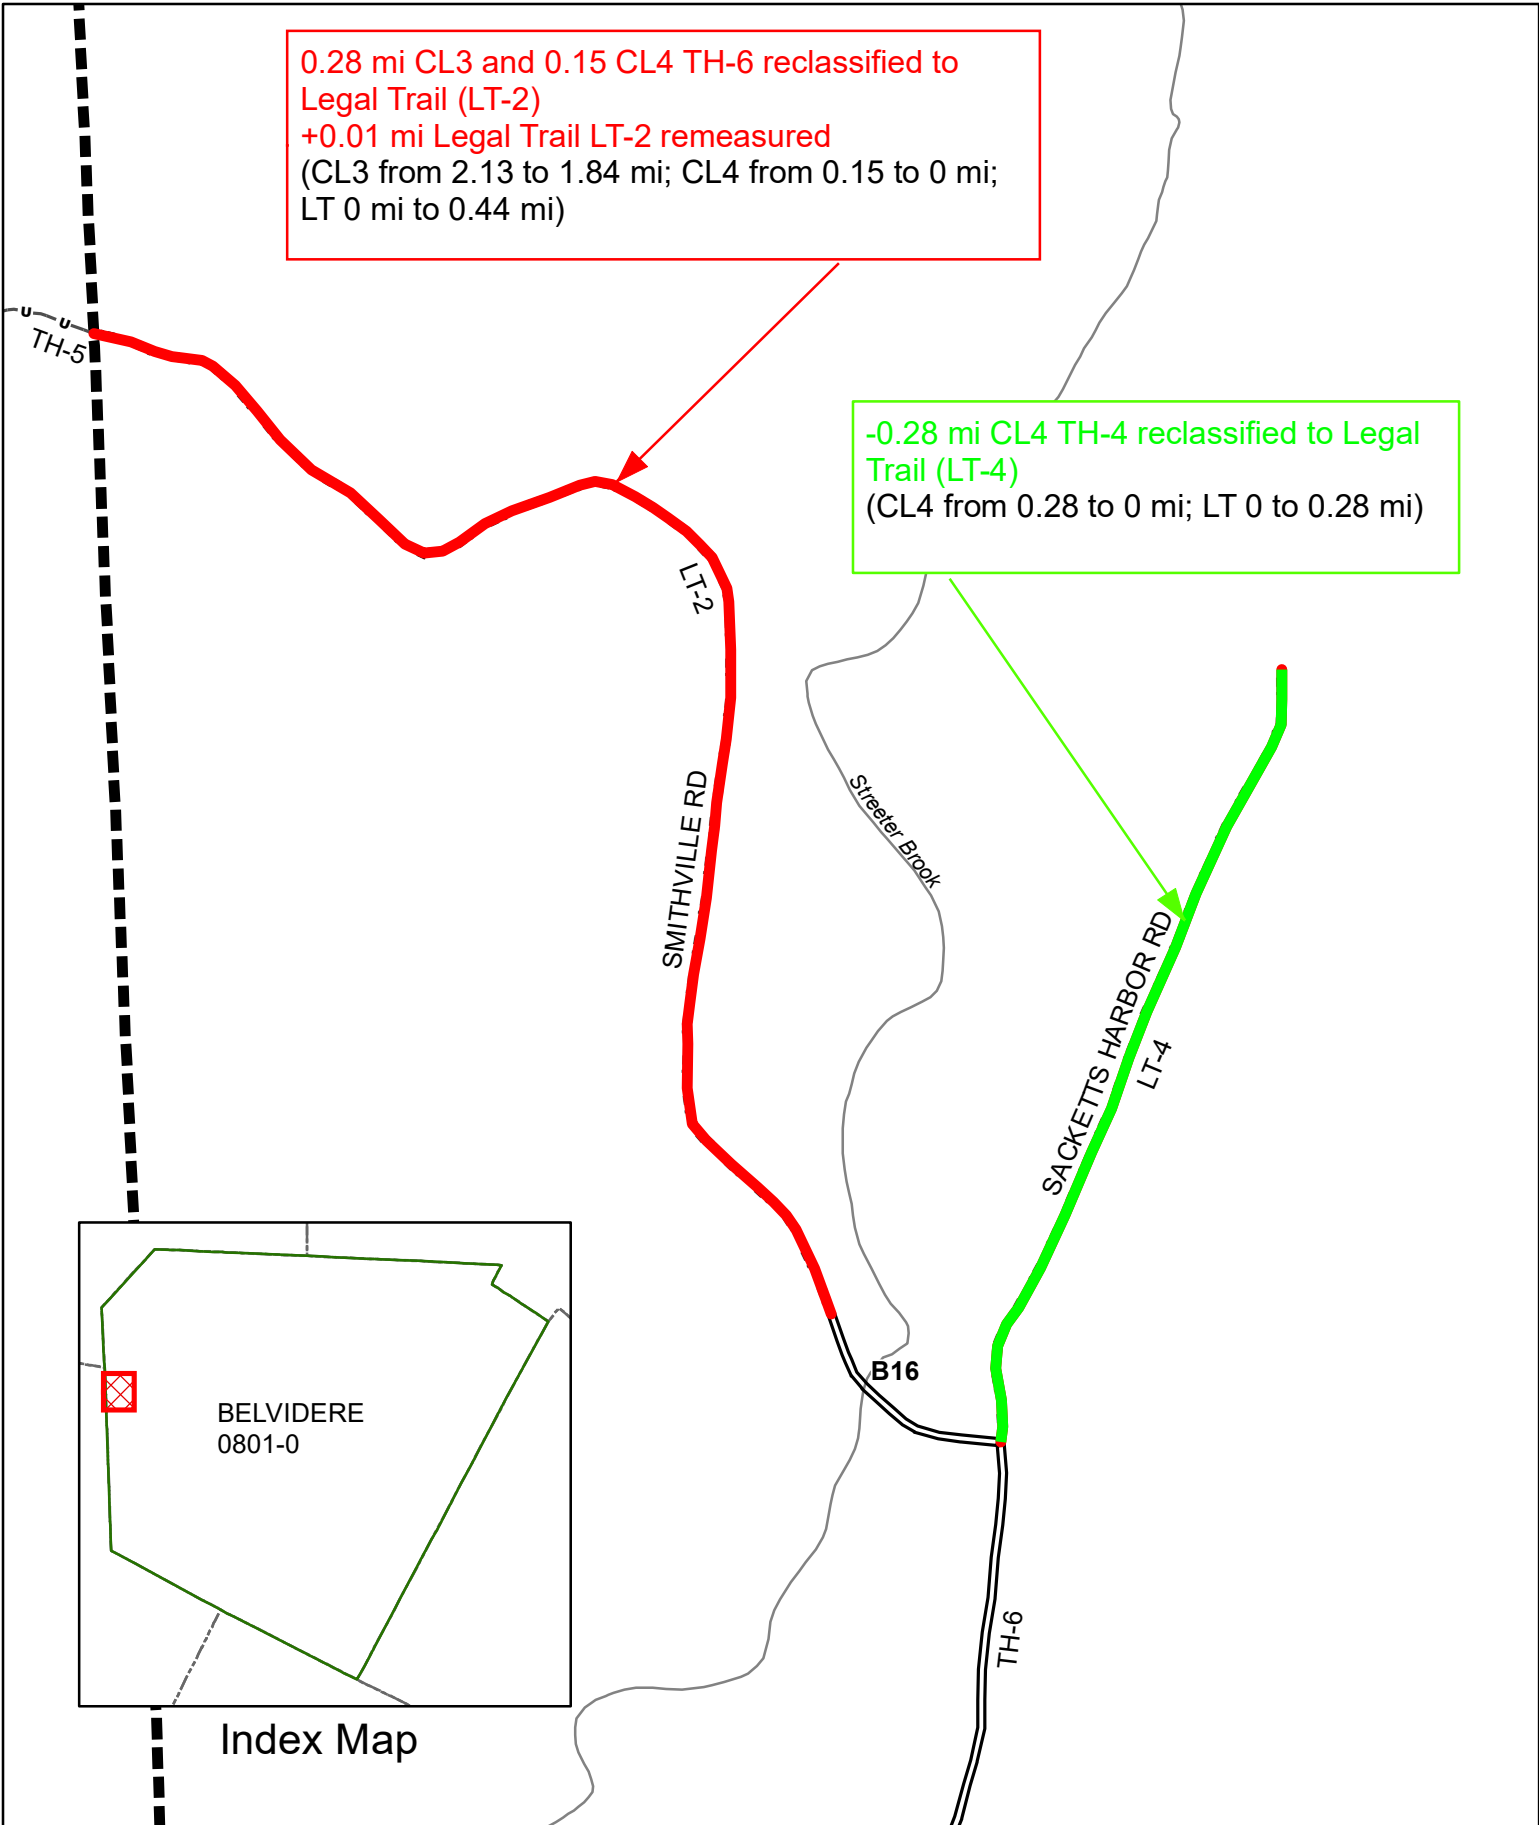 0.28 mi CL3 and 0.15 CL4 TH-6 reclassified to
Legal Trail (LT-2)
+0.01 mi Legal Trail LT-2 remeasured
(CL3 from 2.13 to 1.84 mi; CL4 from 0.15 to 0 mi;
LT 0 mi to 0.44 mi)
U
U
TH-5
-0.28 mi CL4 TH-4 reclassified to Legal
Trail (LT-4)
(CL4 from 0.28 to 0 mi; LT 0 to 0.28 mi)
LT-2
SMITHVILLE RD
Streeter Brook
SACKETTS HARBOR RD
LT-4
B16
BELVIDERE
0801-0
TH-6
Index Map